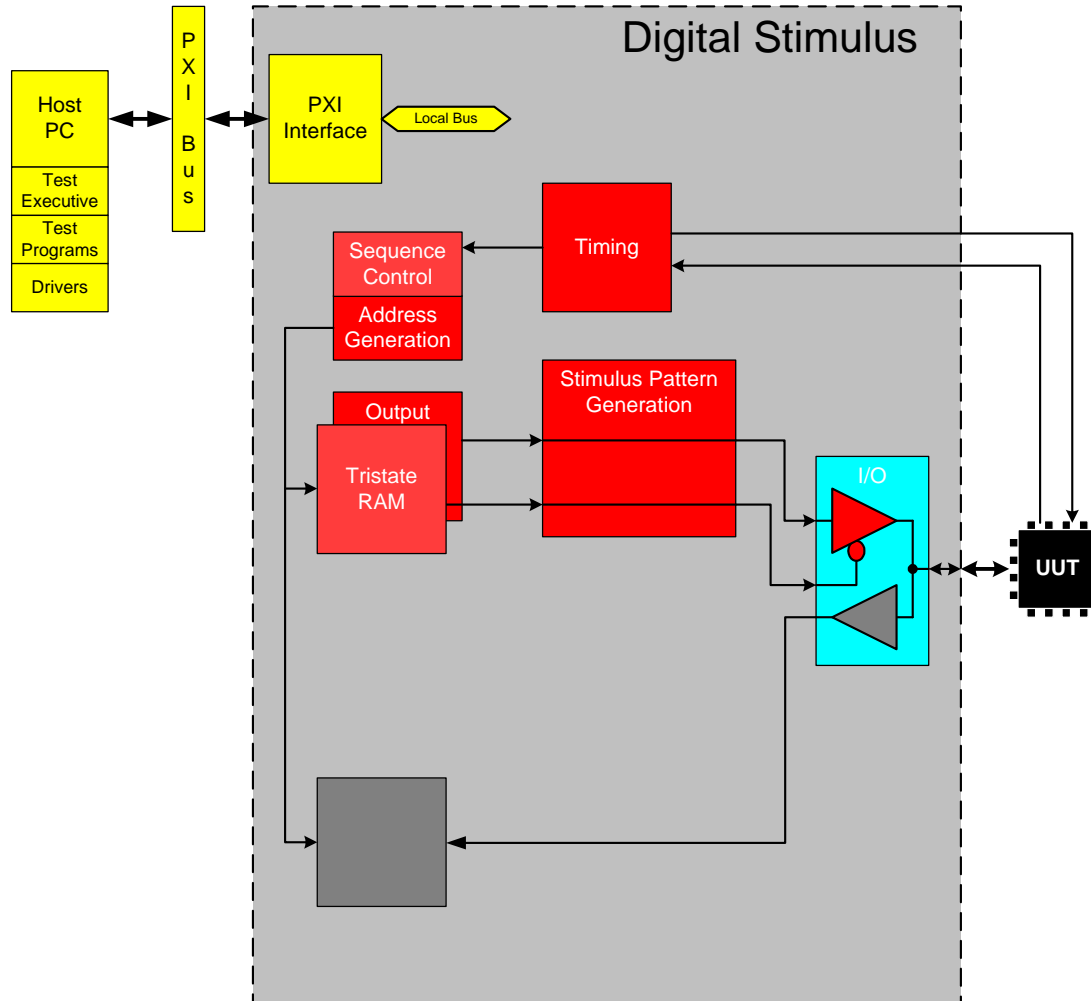 Digital Stimulus
Host
PC
Test
Executive
Test
Programs
Drivers
P
X
I
B
u
s
PXI
Interface
Local Bus
Timing
Sequence
Control
Address
Generation
Output
Tristate
RAM
Stimulus Pattern
Generation
I/O
UUT